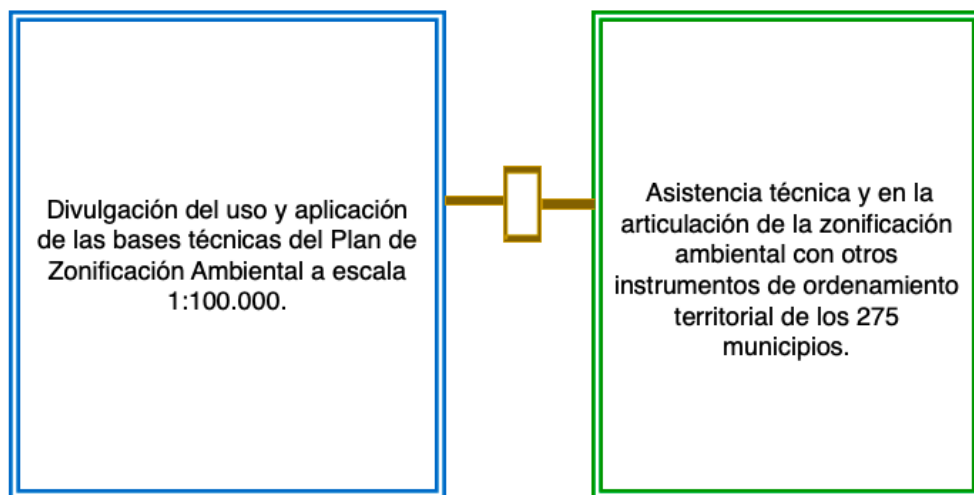 Divulgación del uso y aplicación
de las bases técnicas del Plan de
Zonificación Ambiental a escala
1:100.000.
Asistencia técnica y en la
articulación de la zonificación
ambiental con otros
instrumentos de ordenamiento
territorial de los 275
municipios.